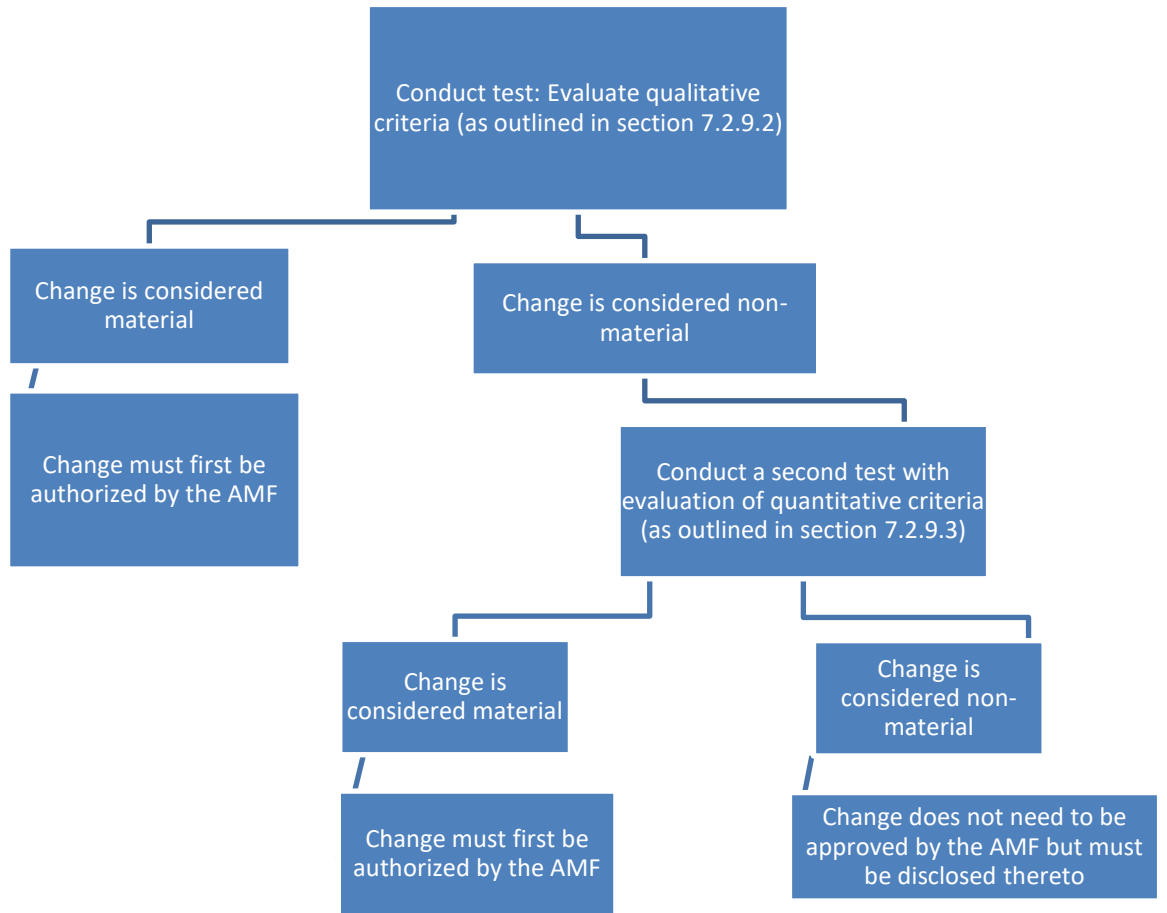 Conduct test: Evaluate qualitative
criteria (as outlined in section 7.2.9.2)
Change is considered
material
Change is considered non-
material
Change must first be
authorized by the AMF
Conduct a second test with
evaluation of quantitative criteria
(as outlined in section 7.2.9.3)
Change is
considered material
Change is
considered non-
material
Change must first be
authorized by the AMF
Change does not need to be
approved by the AMF but must
be disclosed thereto